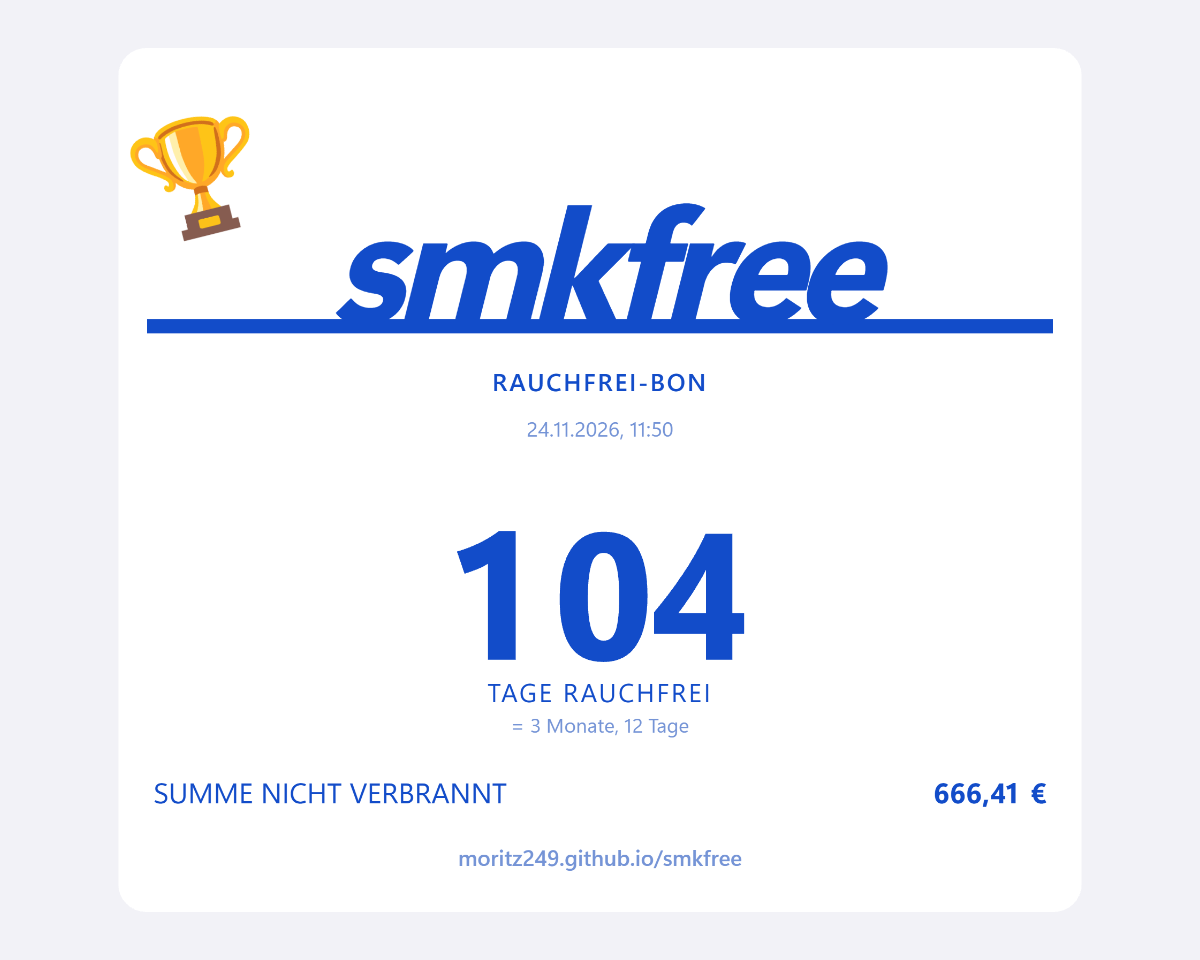 smkfree
RAUCHFREI-BON
24.11.2026, 11:50
104
TAGE RAUCHFREI
= 3 Monate, 12 Tage
SUMME NICHT VERBRANNT 666,41 €
moritz249.github.io/smkfree